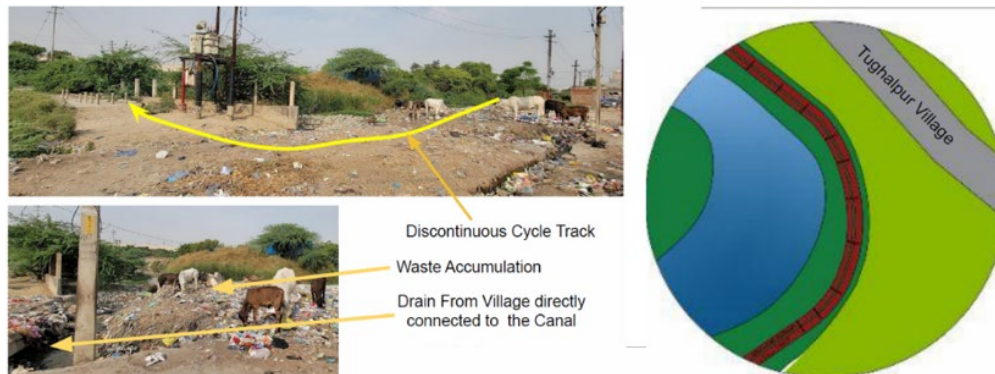 Discontinuous Cycle Track
Waste Accumulation
Drain From Village directly
connected to the Canal
Tughalpur Village